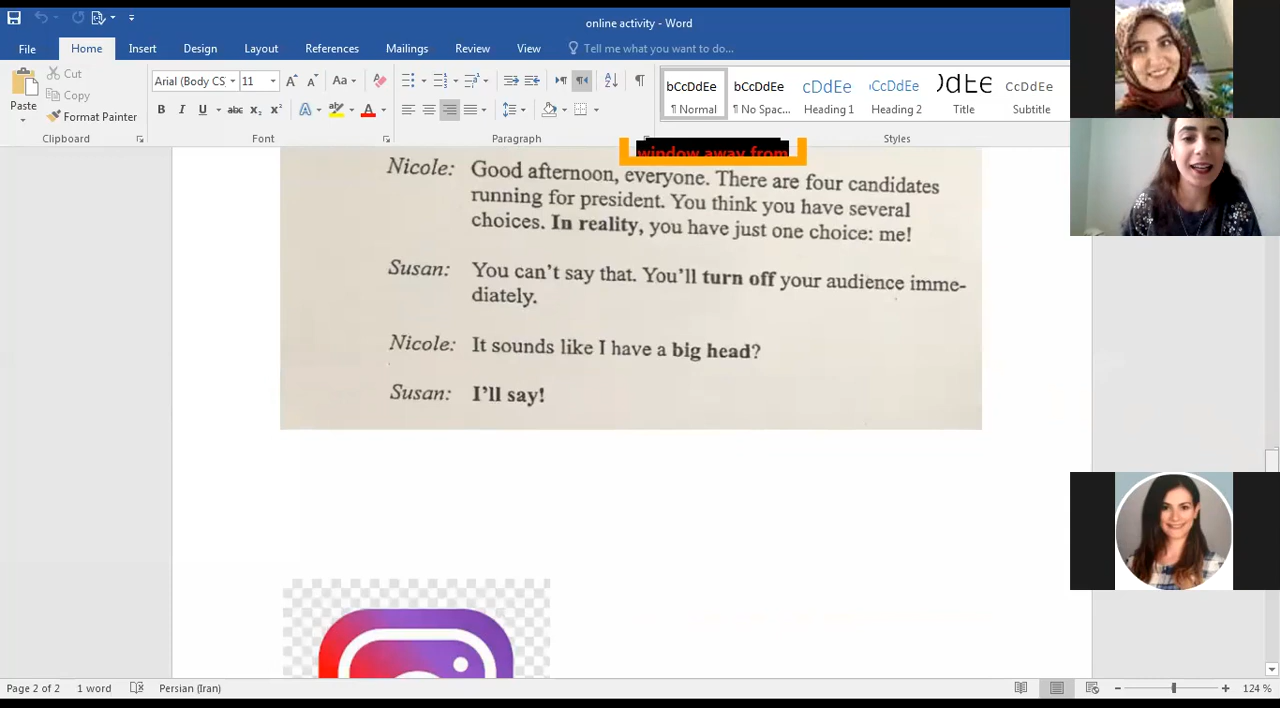 online activity - Word
File Home Insert Design Layout References Mailings Review View Tell me what you want to do...
Cut
Copy
Paste
Format Painter
Clipboard
Arial (Body CS 11
Font
Paragraph
bCcDdEe bCcDdEe cDdEe CcDdEe CcDdEe
¶ Normal ¶ No Spac... Heading 1 Heading 2 Title Subtitle
Styles
window away from
Nicole: Good afternoon, everyone. There are four candidates
running for president. You think you have several
choices. In reality, you have just one choice: me!
Susan: You can't say that. You'll turn off your audience imme-
diately.
Nicole: It sounds like I have a big head?
Susan: I'll say!
Page 2 of 2 1 word Persian (Iran) 124 %